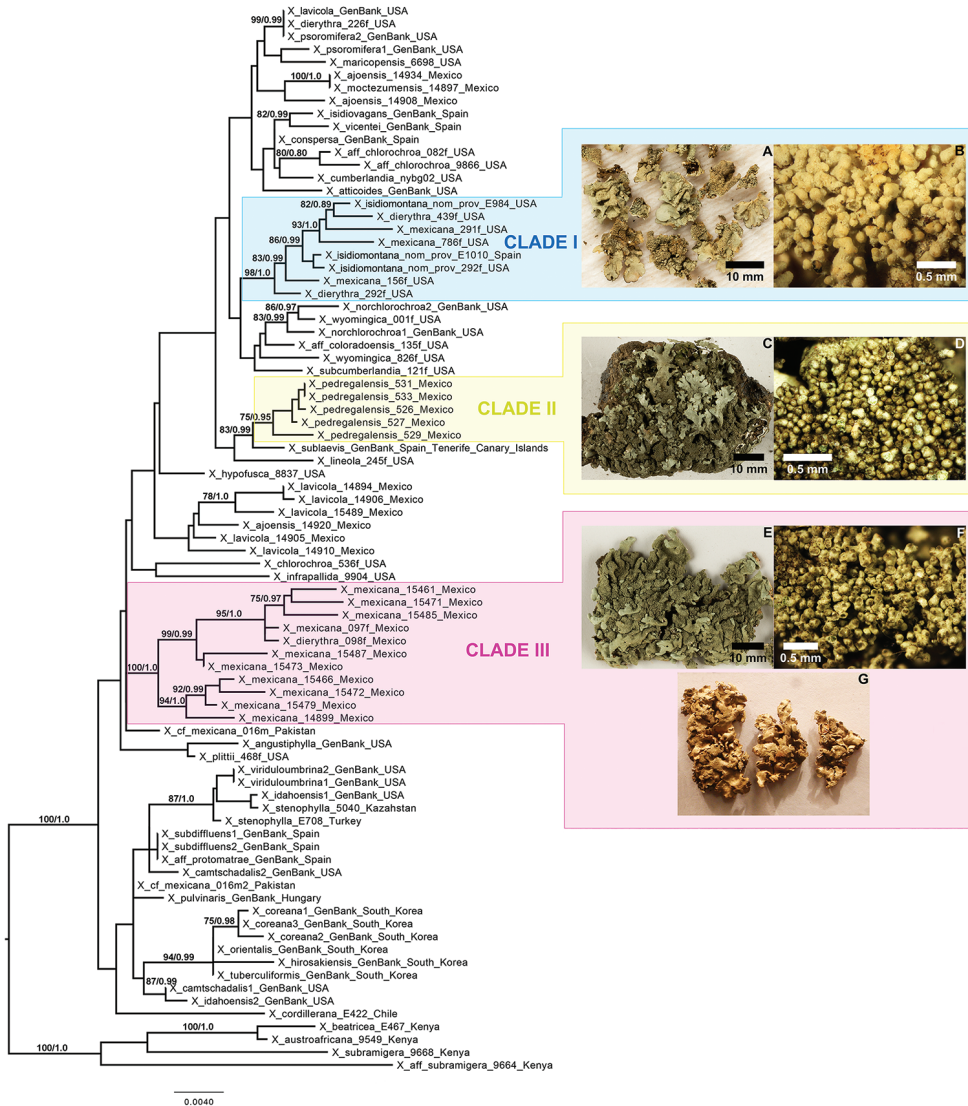 X_lavicola_GenBank_USA
99/0.99
X_dierythra_226f_USA
X_psoromifera2_GenBank_USA
X_psoromifera1_GenBank_USA
X_maricopensis_6698_USA
X_ajoensis_14934_Mexico
100/1.0
X_moctezumensis_14897_Mexico
X_ajoensis_14908_Mexico
X_isidiovagans_GenBank_Spain
82/0.99
X_vicentei_GenBank_Spain
X_conspersa_GenBank_Spain
X_aff_chlorochroa_082f_USA
80/0.80
X_aff_chlorochroa_9866_USA
X_cumberlandia_nybg02_USA
X_atticoides_GenBank_USA
82/0.89
X_isidiomontana_nom_prov_E984_USA
X_dierythra_439f_USA
93/1.0
X_mexicana_291f_USA
X_mexicana_786f_USA
86/0.99
X_isidiomontana_nom_prov_E1010_Spain
83/0.99
X_isidiomontana_nom_prov_292f_USA
98/1.0
X_mexicana_156f_USA
X_dierythra_292f_USA
CLADE I
A
10 mm
B
0.5 mm
86/0.97
X_norchlorochroa2_GenBank_USA
83/0.99
X_wyomingica_001f_USA
X_norchlorochroa1_GenBank_USA
X_aff_coloradoensis_135f_USA
X_wyomingica_826f_USA
X_subcumberlandia_121f_USA
X_pedregalensis_531_Mexico
X_pedregalensis_533_Mexico
X_pedregalensis_526_Mexico
75/0.95
X_pedregalensis_527_Mexico
83/0.99
X_pedregalensis_529_Mexico
CLADE II
C
10 mm
D
0.5 mm
X_sublaevis_GenBank_Spain_Tenerife_Canary_Islands
X_lineola_245f_USA
X_hypofusca_8837_USA
X_lavicola_14894_Mexico
78/1.0
X_lavicola_14906_Mexico
X_lavicola_15489_Mexico
X_ajoensis_14920_Mexico
X_lavicola_14905_Mexico
X_lavicola_14910_Mexico
X_chlorochroa_536f_USA
X_infrapallida_9904_USA
X_mexicana_15461_Mexico
75/0.97
X_mexicana_15471_Mexico
95/1.0
X_mexicana_15485_Mexico
X_mexicana_097f_Mexico
99/0.99
X_dierythra_098f_Mexico
X_mexicana_15487_Mexico
100/1.0
X_mexicana_15473_Mexico
X_mexicana_15466_Mexico
92/0.99
X_mexicana_15472_Mexico
94/1.0
X_mexicana_15479_Mexico
X_mexicana_14899_Mexico
CLADE III
E
10 mm
F
0.5 mm
G
X_cf_mexicana_016m_Pakistan
X_angustiphylla_GenBank_USA
X_plittii_468f_USA
X_viriduloumbrina2_GenBank_USA
X_viriduloumbrina1_GenBank_USA
87/1.0
X_idahoensis1_GenBank_USA
X_stenophylla_5040_Kazahstan
100/1.0
X_stenophylla_E708_Turkey
X_subdiffluens1_GenBank_Spain
X_subdiffluens2_GenBank_Spain
X_aff_protomatrae_GenBank_Spain
X_camtschadalis2_GenBank_USA
X_cf_mexicana_016m2_Pakistan
X_pulvinaris_GenBank_Hungary
X_coreana1_GenBank_South_Korea
75/0.98
X_coreana3_GenBank_South_Korea
X_coreana2_GenBank_South_Korea
X_orientalis_GenBank_South_Korea
94/0.99
X_hirosakiensis_GenBank_South_Korea
X_tuberculiformis_GenBank_South_Korea
87/0.99
X_camtschadalis1_GenBank_USA
X_idahoensis2_GenBank_USA
X_cordillerana_E422_Chile
100/1.0
X_beatricea_E467_Kenya
X_austroafricana_9549_Kenya
100/1.0
X_subramigera_9668_Kenya
X_aff_subramigera_9664_Kenya
0.0040